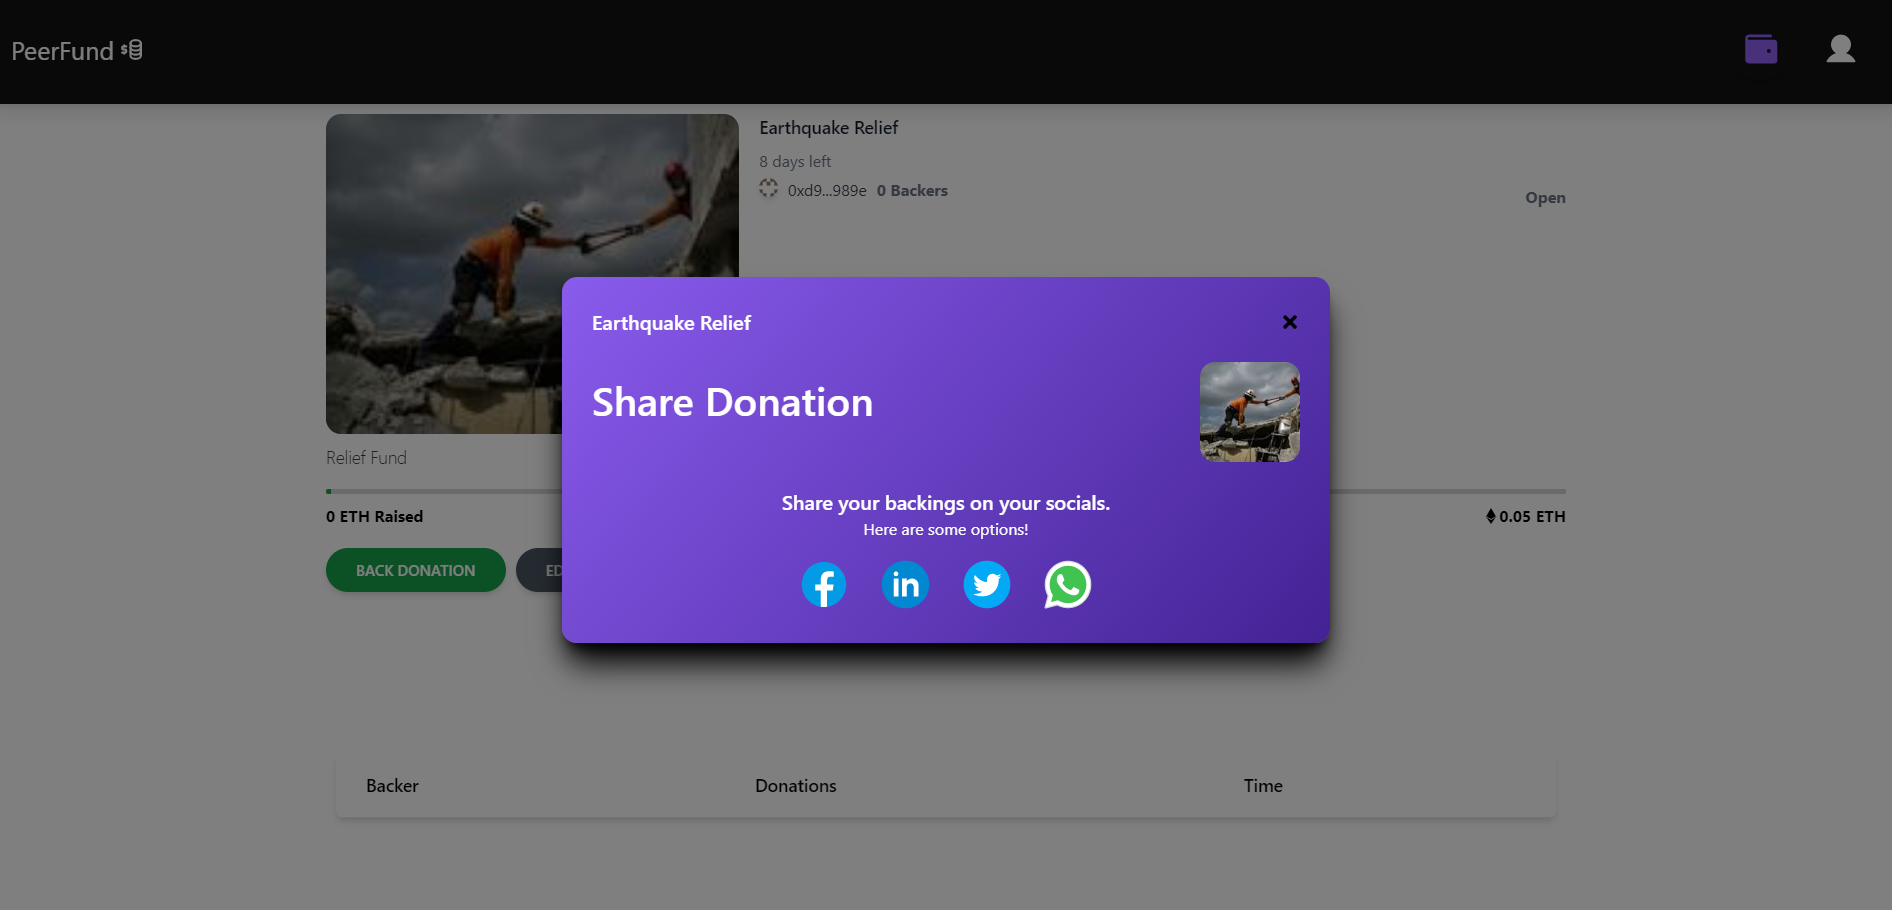 PeerFund
Earthquake Relief
8 days left
0xd9...989e 0 Backers
Open
Earthquake Relief
Share Donation
Share your backings on your socials.
Here are some options!
Relief Fund
0 ETH Raised
0.05 ETH
BACK DONATION
ED
Backer Donations Time